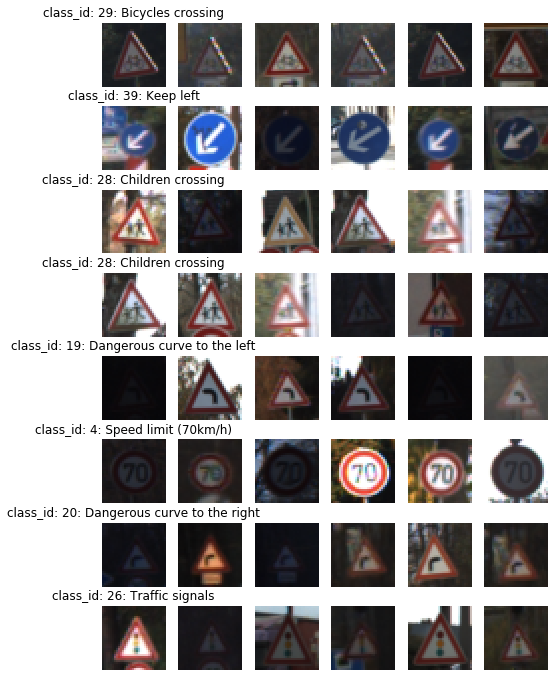 class_id: 29: Bicycles crossing
class_id: 39: Keep left
class_id: 28: Children crossing
class_id: 28: Children crossing
class_id: 19: Dangerous curve to the left
class_id: 4: Speed limit (70km/h)
70 70 70 70 70 70
class_id: 20: Dangerous curve to the right
class_id: 26: Traffic signals